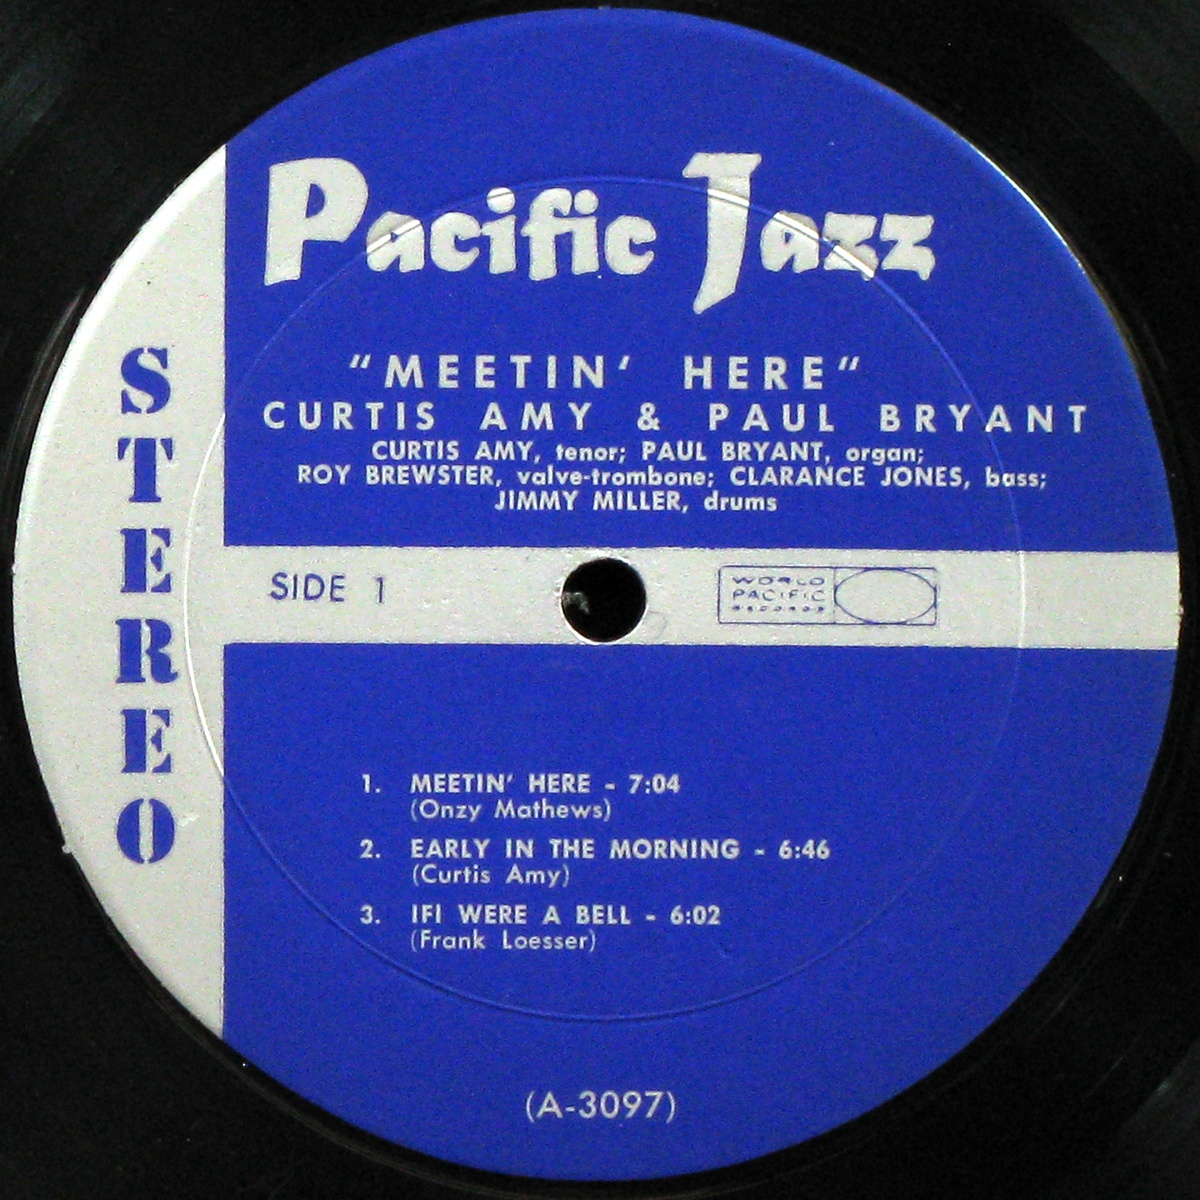 Pacific Jazz
STEREO
"MEETIN' HERE"
CURTIS AMY & PAUL BRYANT
CURTIS AMY, tenor; PAUL BRYANT, organ;
ROY BREWSTER, valve-trombone; CLARANCE JONES, bass;
JIMMY MILLER, drums
SIDE 1
WORLD
PACIFIC
RECORDS
1. MEETIN' HERE - 7:04
(Onzy Mathews)
2. EARLY IN THE MORNING - 6:46
(Curtis Amy)
3. IFI WERE A BELL - 6:02
(Frank Loesser)
(A-3097)